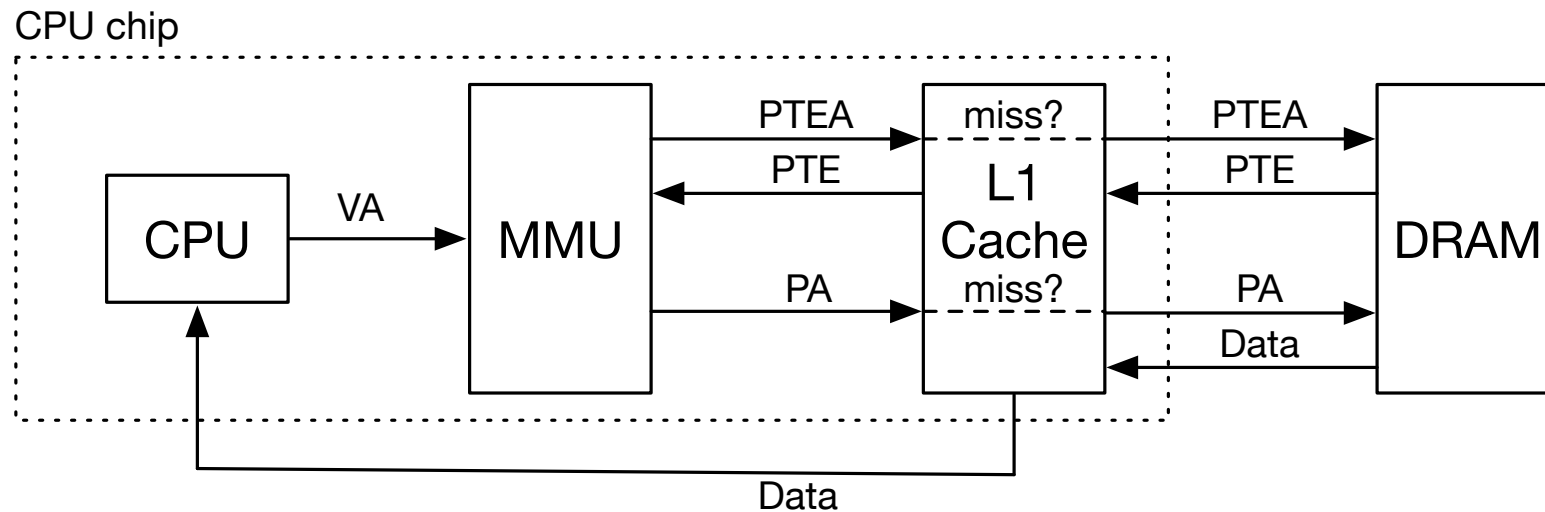 CPU chip
PTEA
miss?
PTEA
PTE
L1
PTE
VA
CPU
MMU
Cache
DRAM
PA
miss?
PA
Data
Data